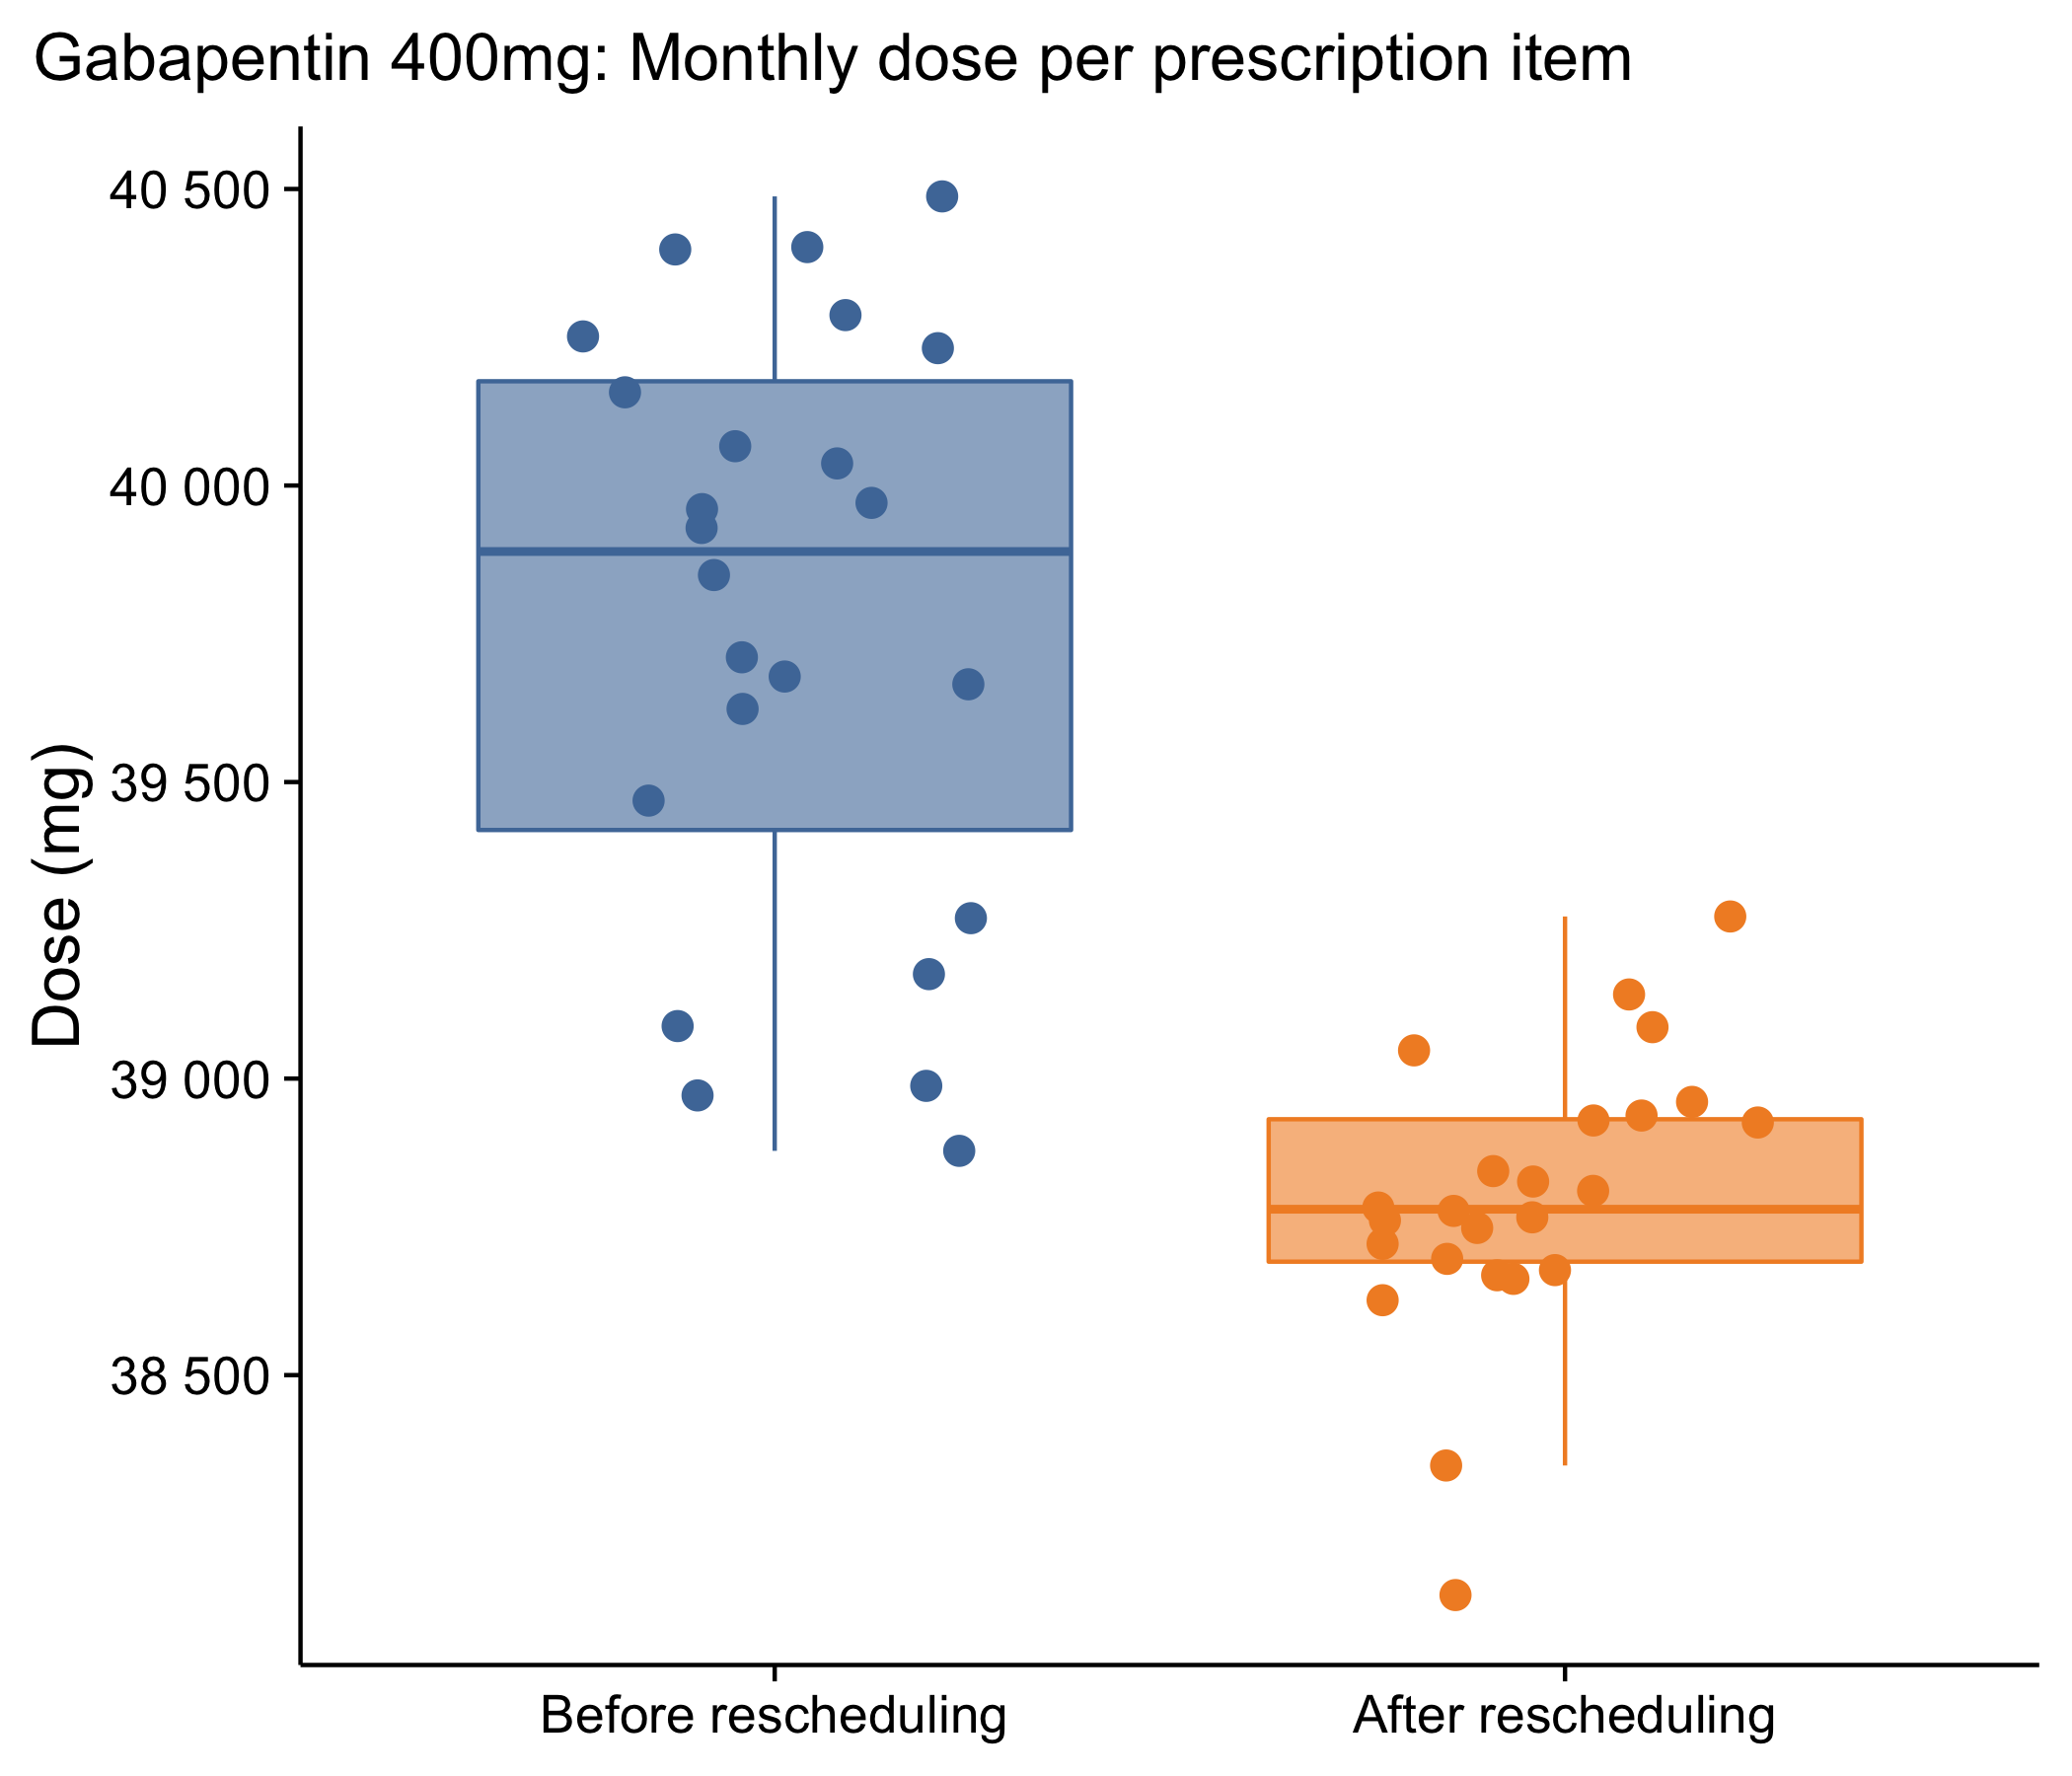 Gabapentin 400mg: Monthly dose per prescription item
Dose (mg)
40 500
40 000
39 500
39 000
38 500
Before rescheduling
After rescheduling